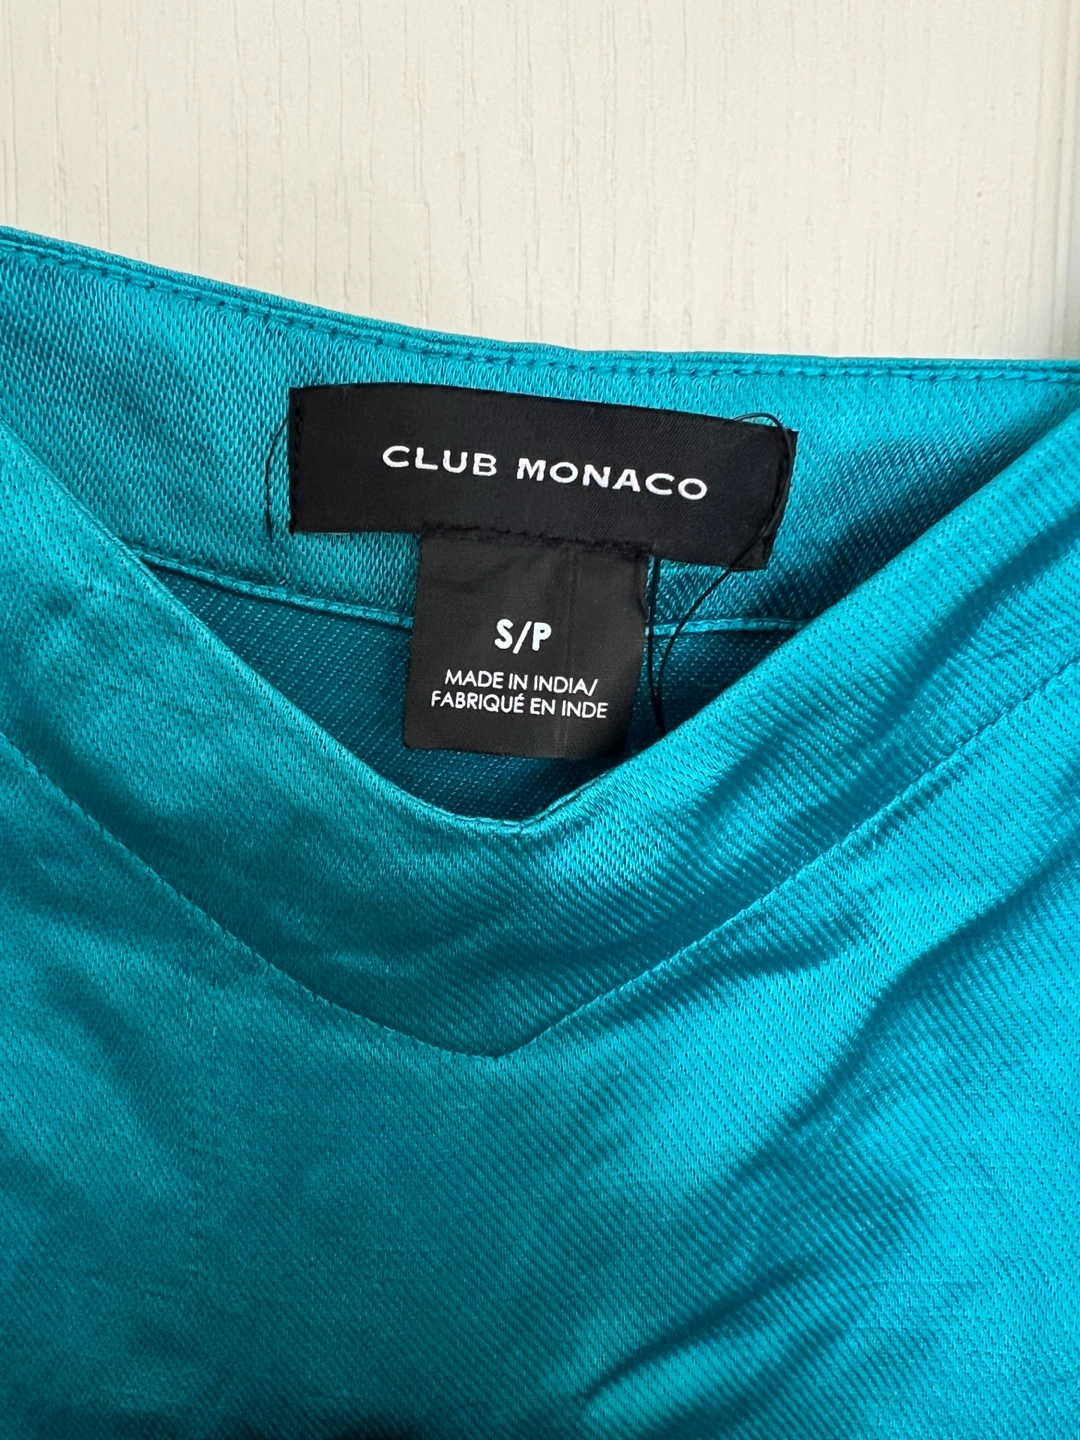 CLUB MONACO
S/P
MADE IN INDIA/
FABRIQUÉ EN INDE